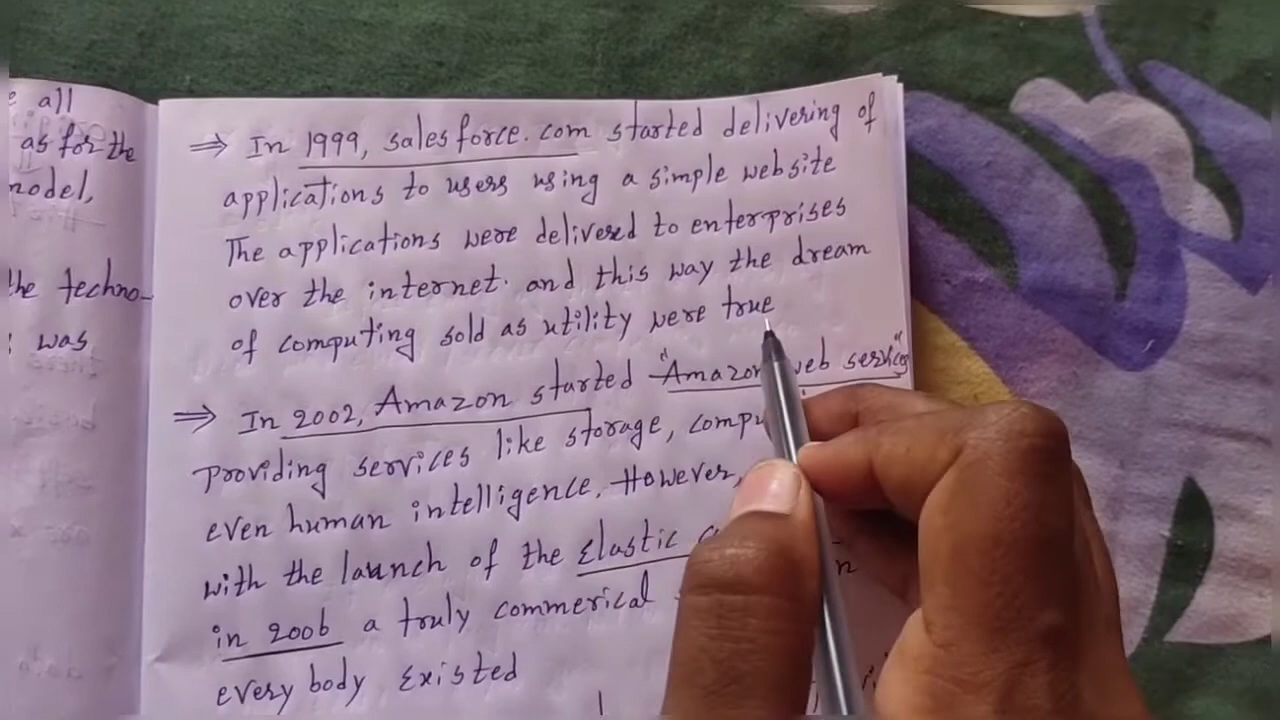 e all
as for the
model,
the techno-
was
⇒ In 1999, salesforce.com started delivering of
applications to users using a simple website
The applications were delivered to enterprises
over the internet. and this way the dream
of computing sold as utility were true
⇒ In 2002, Amazon started "Amazon web services"
providing services like storage,
even human intelligence. However,
with the launch of the Elastic
in 2006 a truly commerical
every body Existed